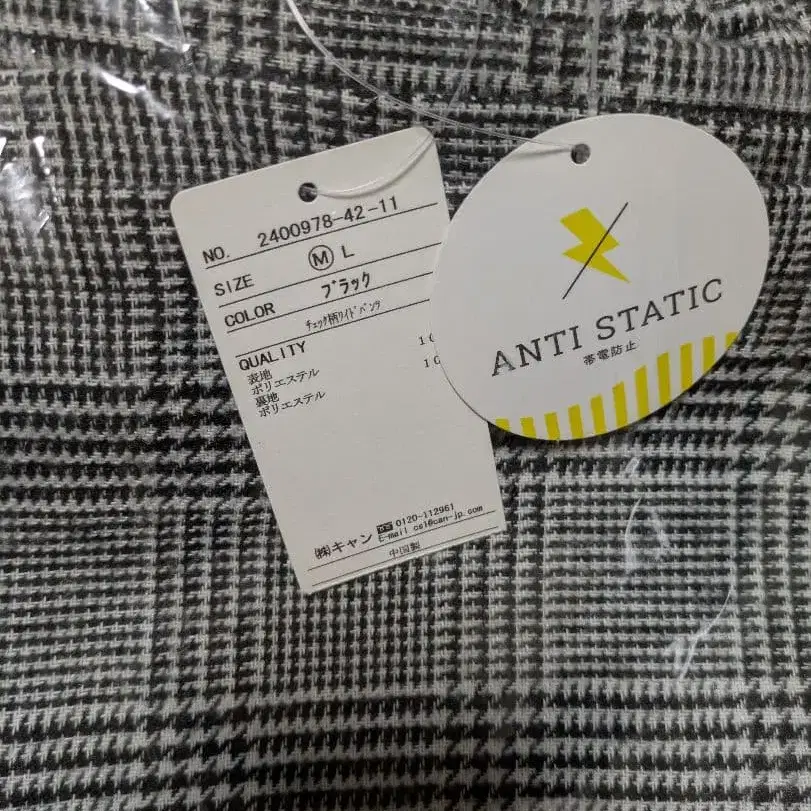 NO. 2400978-42-11
SIZE Ⓜ L
COLOR ブラック
チェック柄ワイドパンツ
QUALITY
表地 10
ポリエステル
裏地 10
ポリエステル
㈱キャン ☎ 0120-112961
E-mail csl@can-jp.com
中国製
ANTI STATIC
帯電防止